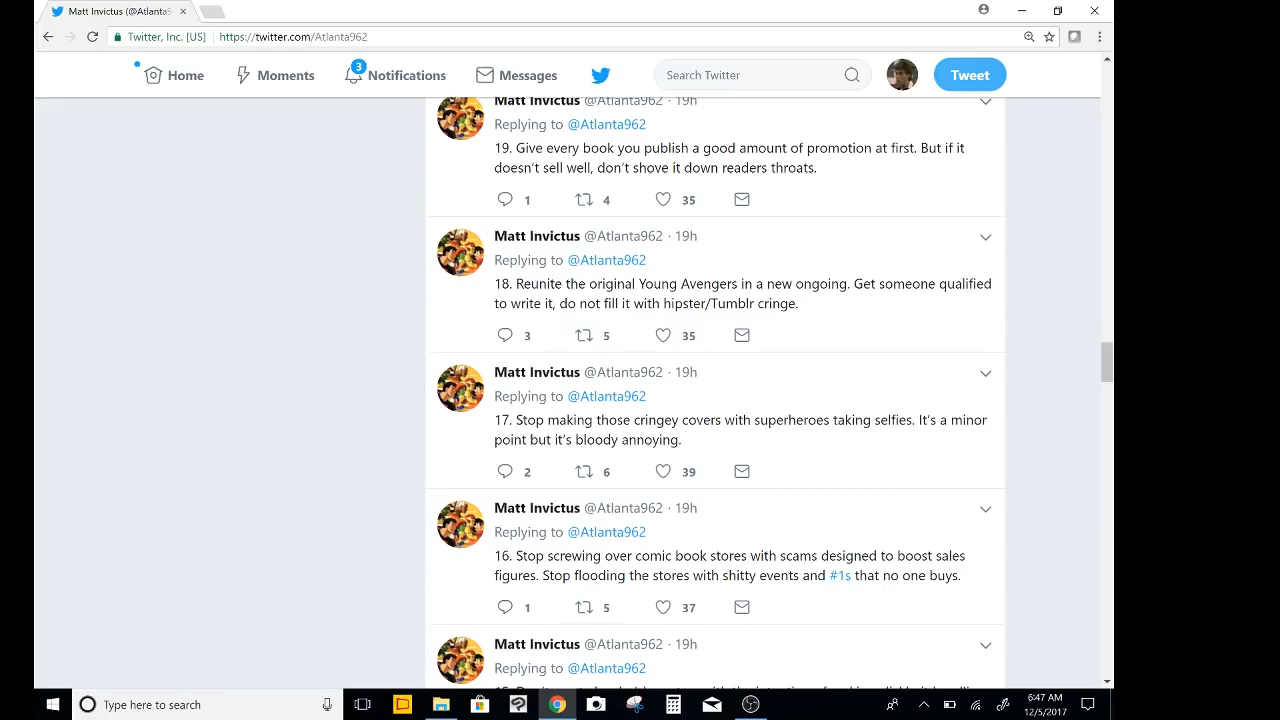 Matt Invictus (@Atlanta9
Twitter, Inc. [US]
https://twitter.com/Atlanta962
Home
Moments
3
Notifications
Messages
Search Twitter
Tweet
Matt Invictus @Atlanta962 · 19h
Replying to @Atlanta962
19. Give every book you publish a good amount of promotion at first. But if it
doesn't sell well, don't shove it down readers throats.
1 4 35
Matt Invictus @Atlanta962 · 19h
Replying to @Atlanta962
18. Reunite the original Young Avengers in a new ongoing. Get someone qualified
to write it, do not fill it with hipster/Tumblr cringe.
3 5 35
Matt Invictus @Atlanta962 · 19h
Replying to @Atlanta962
17. Stop making those cringey covers with superheroes taking selfies. It's a minor
point but it's bloody annoying.
2 6 39
Matt Invictus @Atlanta962 · 19h
Replying to @Atlanta962
16. Stop screwing over comic book stores with scams designed to boost sales
figures. Stop flooding the stores with shitty events and #1s that no one buys.
1 5 37
Matt Invictus @Atlanta962 · 19h
Replying to @Atlanta962
Type here to search
6:47 AM
12/5/2017